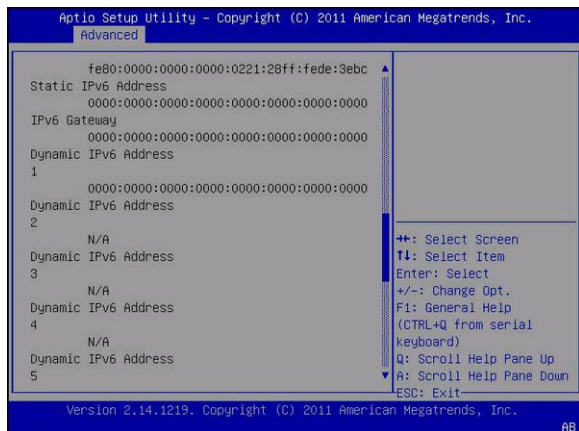 Aptio Setup Utility – Copyright (C) 2011 American Megatrends, Inc.
Advanced
fe80:0000:0000:0000:0221:28ff:fede:3ebc
Static IPv6 Address
0000:0000:0000:0000:0000:0000:0000:0000
IPv6 Gateway
0000:0000:0000:0000:0000:0000:0000:0000
Dynamic IPv6 Address
1
0000:0000:0000:0000:0000:0000:0000:0000
Dynamic IPv6 Address
2
N/A
Dynamic IPv6 Address
3
N/A
Dynamic IPv6 Address
4
N/A
Dynamic IPv6 Address
5
→←: Select Screen
↑↓: Select Item
Enter: Select
+/-: Change Opt.
F1: General Help
(CTRL+Q from serial
keyboard)
Q: Scroll Help Pane Up
A: Scroll Help Pane Down
ESC: Exit
Version 2.14.1219. Copyright (C) 2011 American Megatrends, Inc.
AB